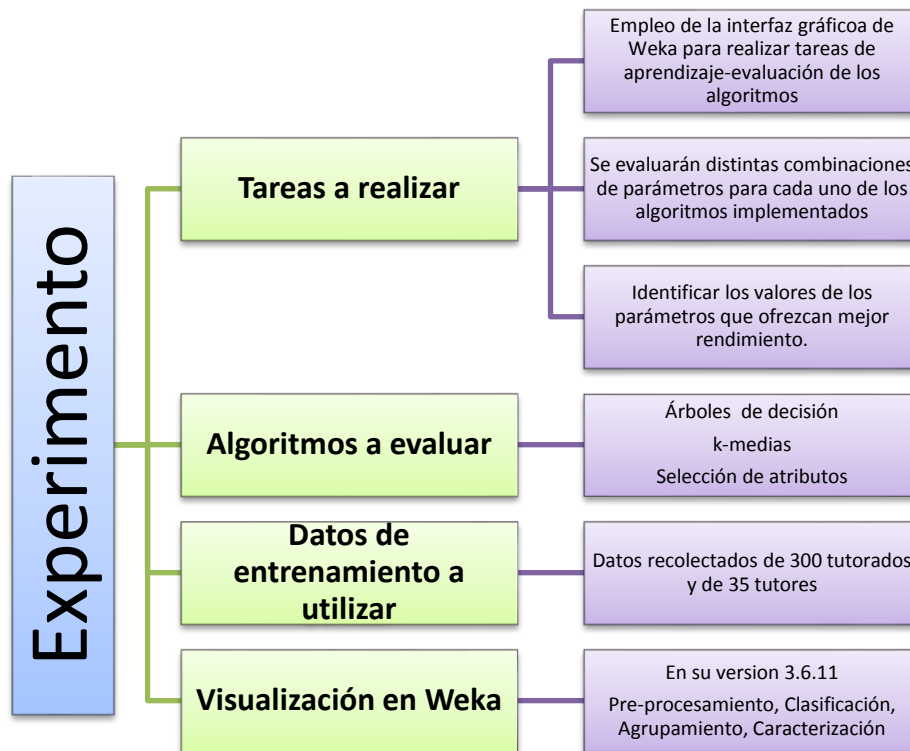 Experimento
Tareas a realizar
Empleo de la interfaz gráficoa de
Weka para realizar tareas de
aprendizaje-evaluación de los
algoritmos
Se evaluarán distintas combinaciones
de parámetros para cada uno de los
algoritmos implementados
Identificar los valores de los
parámetros que ofrezcan mejor
rendimiento.
Algoritmos a evaluar
Árboles de decisión
k-medias
Selección de atributos
Datos de
entrenamiento a
utilizar
Datos recolectados de 300 tutorados
y de 35 tutores
Visualización en Weka
En su version 3.6.11
Pre-procesamiento, Clasificación,
Agrupamiento, Caracterización